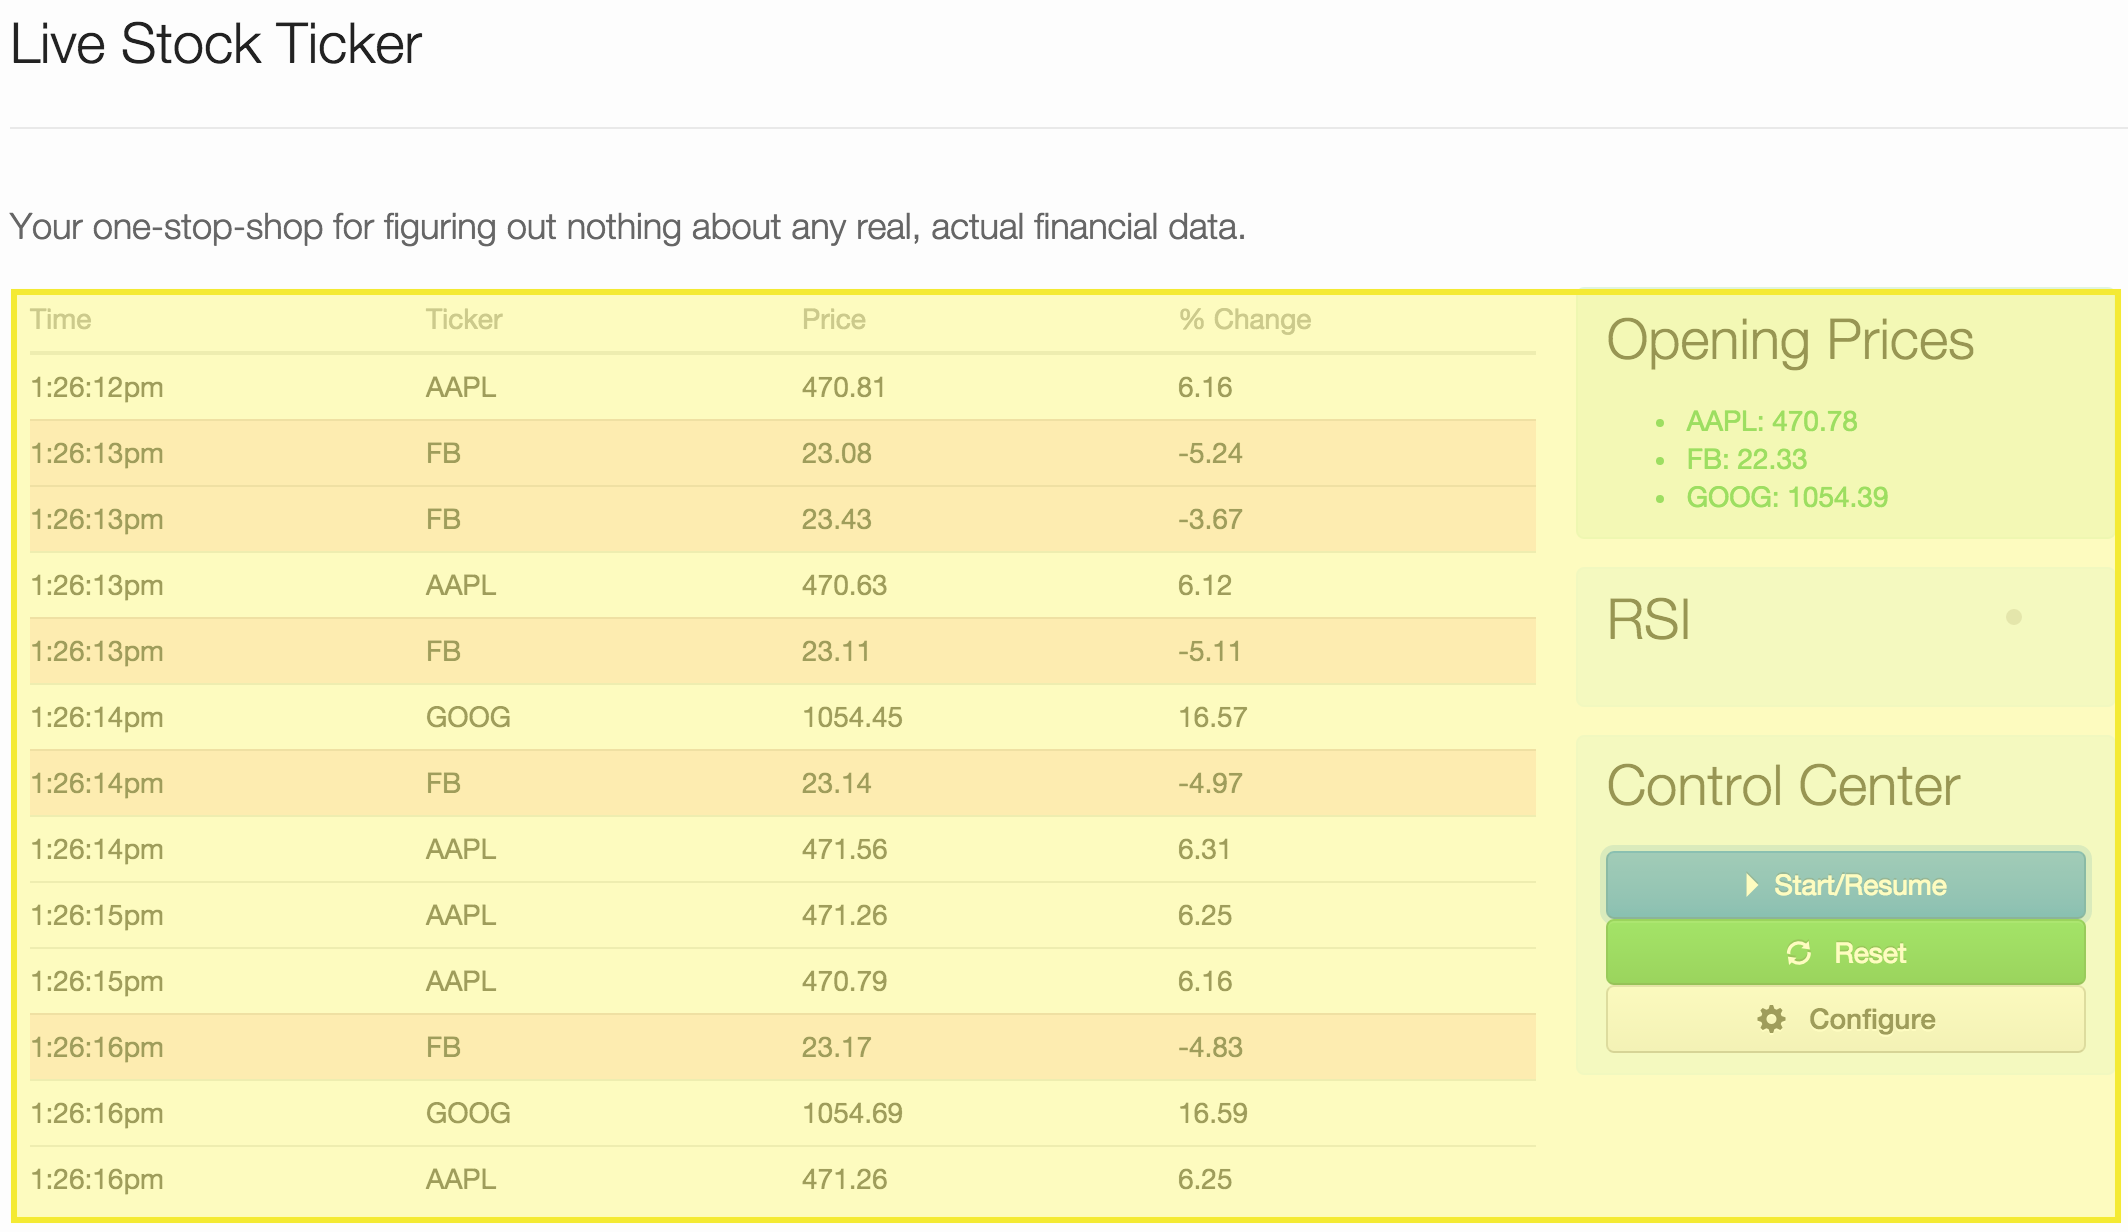 Live Stock Ticker
Your one-stop-shop for figuring out nothing about any real, actual financial data.
Time Ticker Price % Change
1:26:12pm AAPL 470.81 6.16
1:26:13pm FB 23.08 -5.24
1:26:13pm FB 23.43 -3.67
1:26:13pm AAPL 470.63 6.12
1:26:13pm FB 23.11 -5.11
1:26:14pm GOOG 1054.45 16.57
1:26:14pm FB 23.14 -4.97
1:26:14pm AAPL 471.56 6.31
1:26:15pm AAPL 471.26 6.25
1:26:15pm AAPL 470.79 6.16
1:26:16pm FB 23.17 -4.83
1:26:16pm GOOG 1054.69 16.59
1:26:16pm AAPL 471.26 6.25
Opening Prices
• AAPL: 470.78
• FB: 22.33
• GOOG: 1054.39
RSI
Control Center
Start/Resume
Reset
Configure